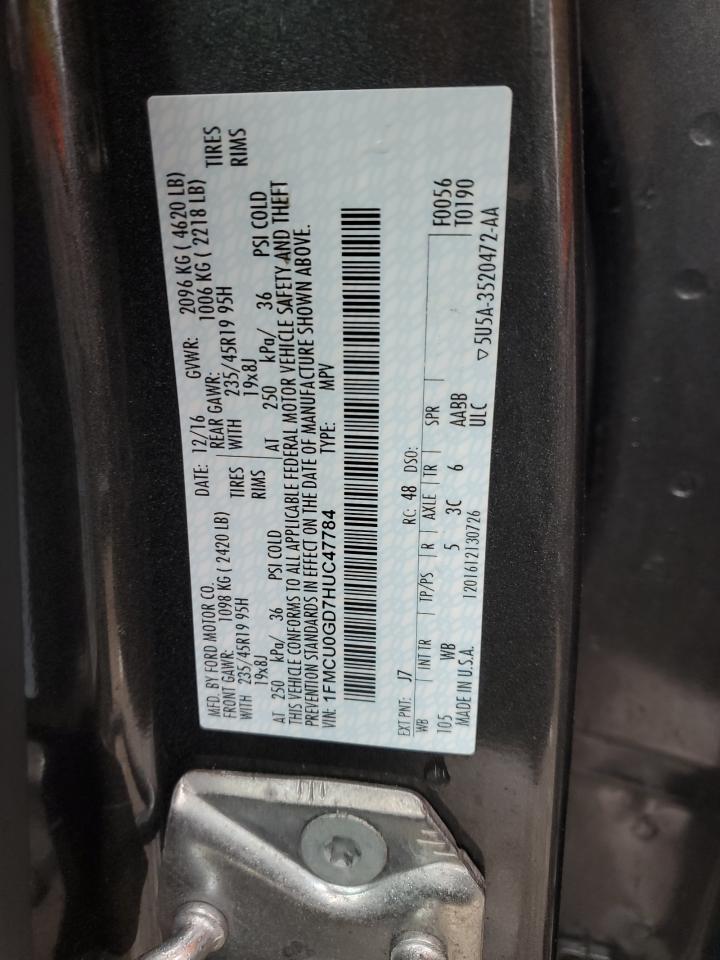 MFD. BY FORD MOTOR CO.
DATE: 12/16 GVWR: 2096 KG ( 4620 LB)
FRONT GAWR: 1098 KG ( 2420 LB)
REAR GAWR: 1006 KG ( 2218 LB)
WITH 235/45R19 95H TIRES
WITH 235/45R19 95H TIRES
19x8J RIMS
19x8J RIMS
AT 250 kPa/ 36 PSI COLD
AT 250 kPa/ 36 PSI COLD
THIS VEHICLE CONFORMS TO ALL APPLICABLE FEDERAL MOTOR VEHICLE SAFETY AND THEFT
PREVENTION STANDARDS IN EFFECT ON THE DATE OF MANUFACTURE SHOWN ABOVE.
VIN: 1FMCU0GD7HUC47784 TYPE: MPV
EXT PNT: J7 RC: 48 DSO: F0056
WB INT TR TP/PS R AXLE TR SPR T0190
105 WB 5 3C 6 AABB
MADE IN U.S.A. 1201612130726 ULC ▽5U5A-3520472-AA